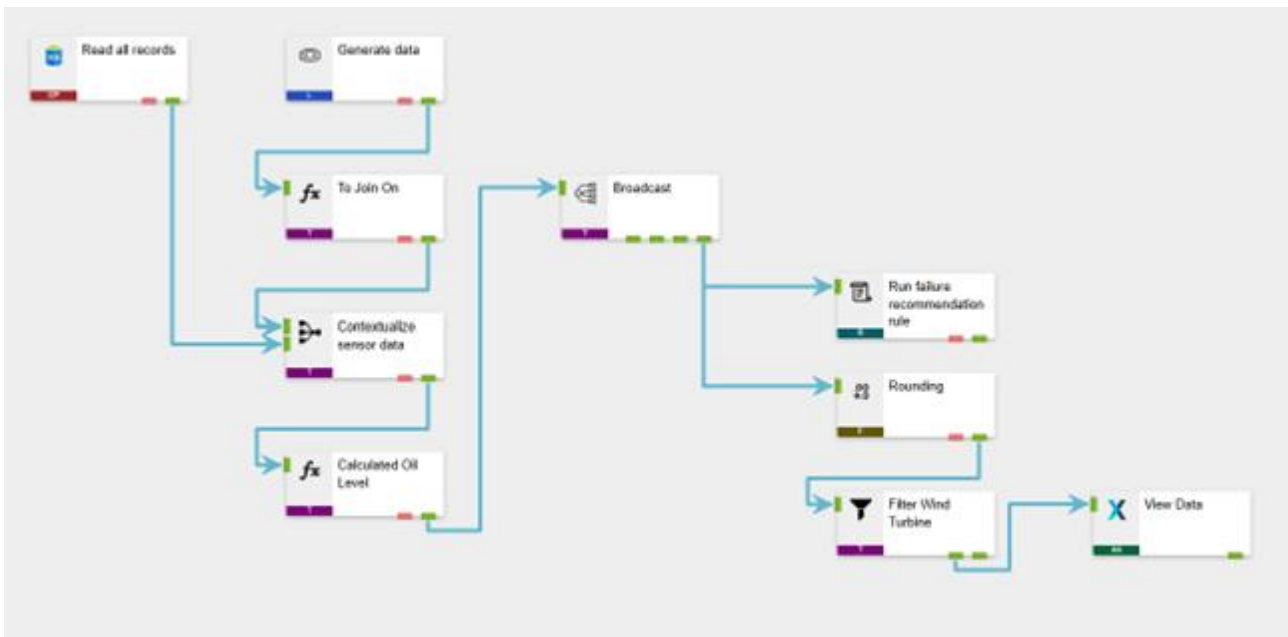 Read all records
Generate data
To Join On
Broadcast
Contextualize
sensor data
Run failure
recommendation
rule
Rounding
Calculated Oil
Level
Filter Wind
Turbine
View Data